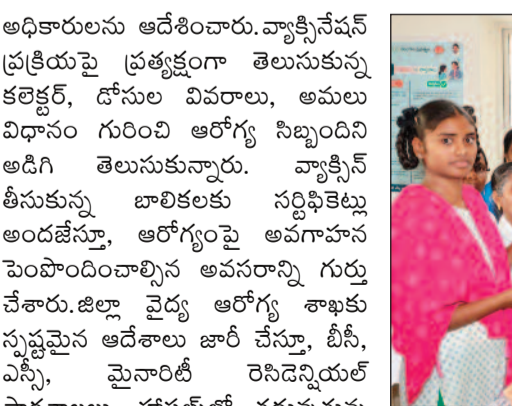 అధికారులను ఆదేశించారు.వ్యాక్సినేషన్
ప్రక్రియపై ప్రత్యక్షంగా తెలుసుకున్న
కలెక్టర్, డోసుల వివరాలు, అమలు
విధానం గురించి ఆరోగ్య సిబ్బందిని
అడిగి తెలుసుకున్నారు. వ్యాక్సిన్
తీసుకున్న బాలికలకు సర్టిఫికెట్లు
అందజేస్తూ, ఆరోగ్యంపై అవగాహన
పెంపొందించాల్సిన అవసరాన్ని గుర్తు
చేశారు.జిల్లా వైద్య ఆరోగ్య శాఖకు
స్పష్టమైన ఆదేశాలు జారీ చేస్తూ, బీసీ,
ఎస్సీ, మైనారిటీ రెసిడెన్షియల్